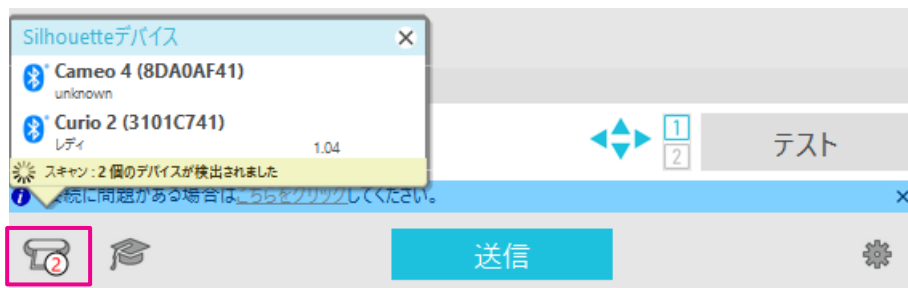 Silhouetteデバイス
Cameo 4 (8DA0AF41)
unknown
Curio 2 (3101C741)
レディ 1.04
スキャン : 2 個のデバイスが検出されました
続に問題がある場合はこちらをクリックしてください。
1
2
テスト
2
送信